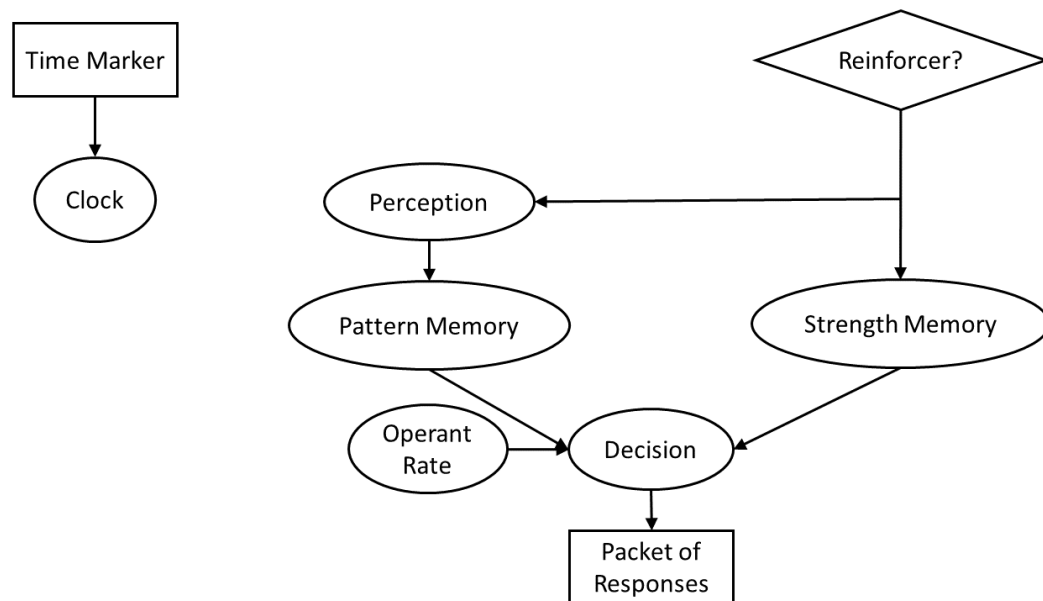 Time Marker
Reinforcer?
Clock
Perception
Pattern Memory
Strength Memory
Operant
Rate
Decision
Packet of
Responses